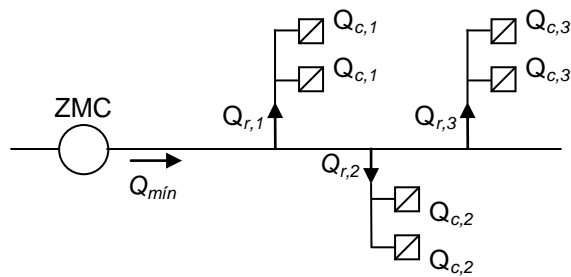 Q_{c,1}
Q_{c,3}
Q_{c,1}
Q_{c,3}
ZMC
Q_{r,1}
Q_{r,3}
Q_{mín}
Q_{r,2}
Q_{c,2}
Q_{c,2}